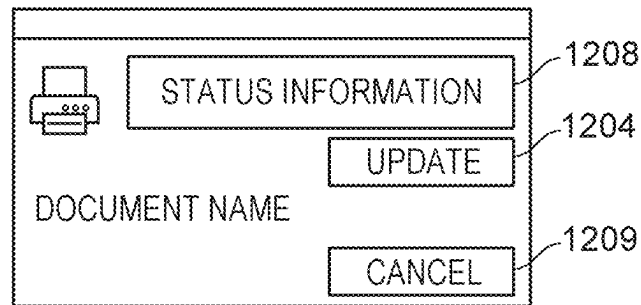 STATUS INFORMATION 1208
UPDATE 1204
DOCUMENT NAME
CANCEL 1209